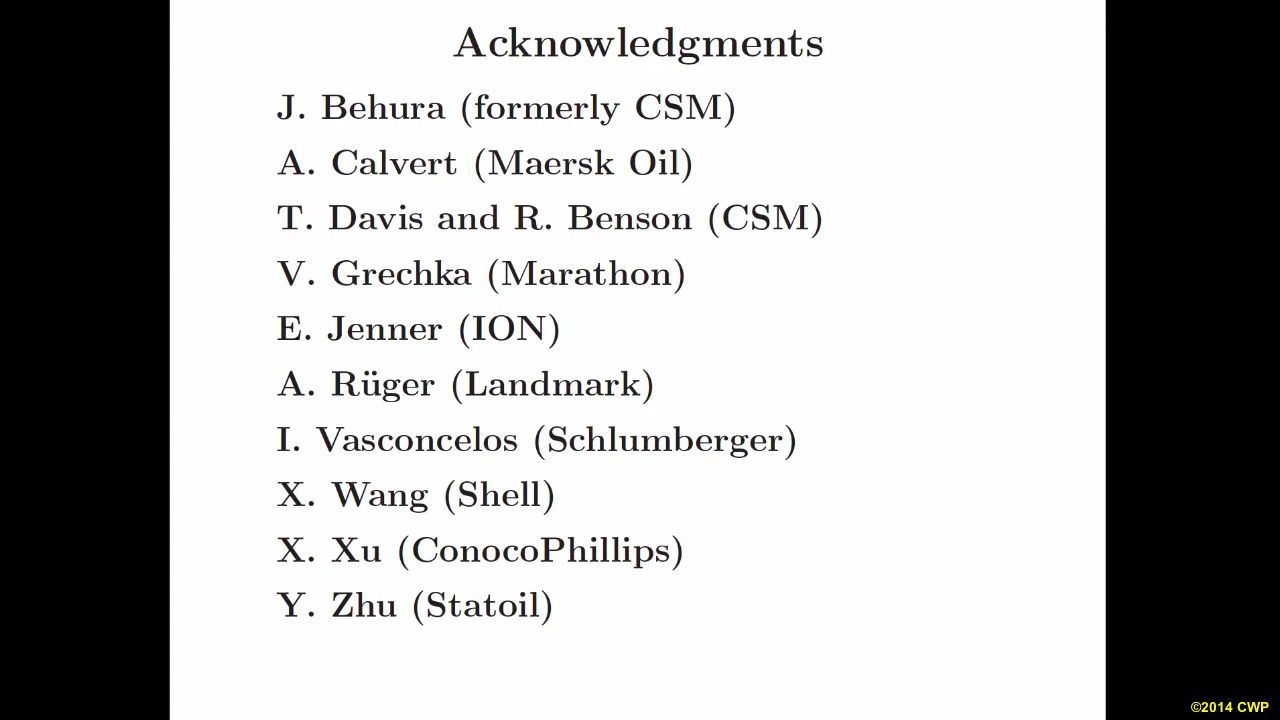 Acknowledgments
J. Behura (formerly CSM)
A. Calvert (Maersk Oil)
T. Davis and R. Benson (CSM)
V. Grechka (Marathon)
E. Jenner (ION)
A. Rüger (Landmark)
I. Vasconcelos (Schlumberger)
X. Wang (Shell)
X. Xu (ConocoPhillips)
Y. Zhu (Statoil)
©2014 CWP